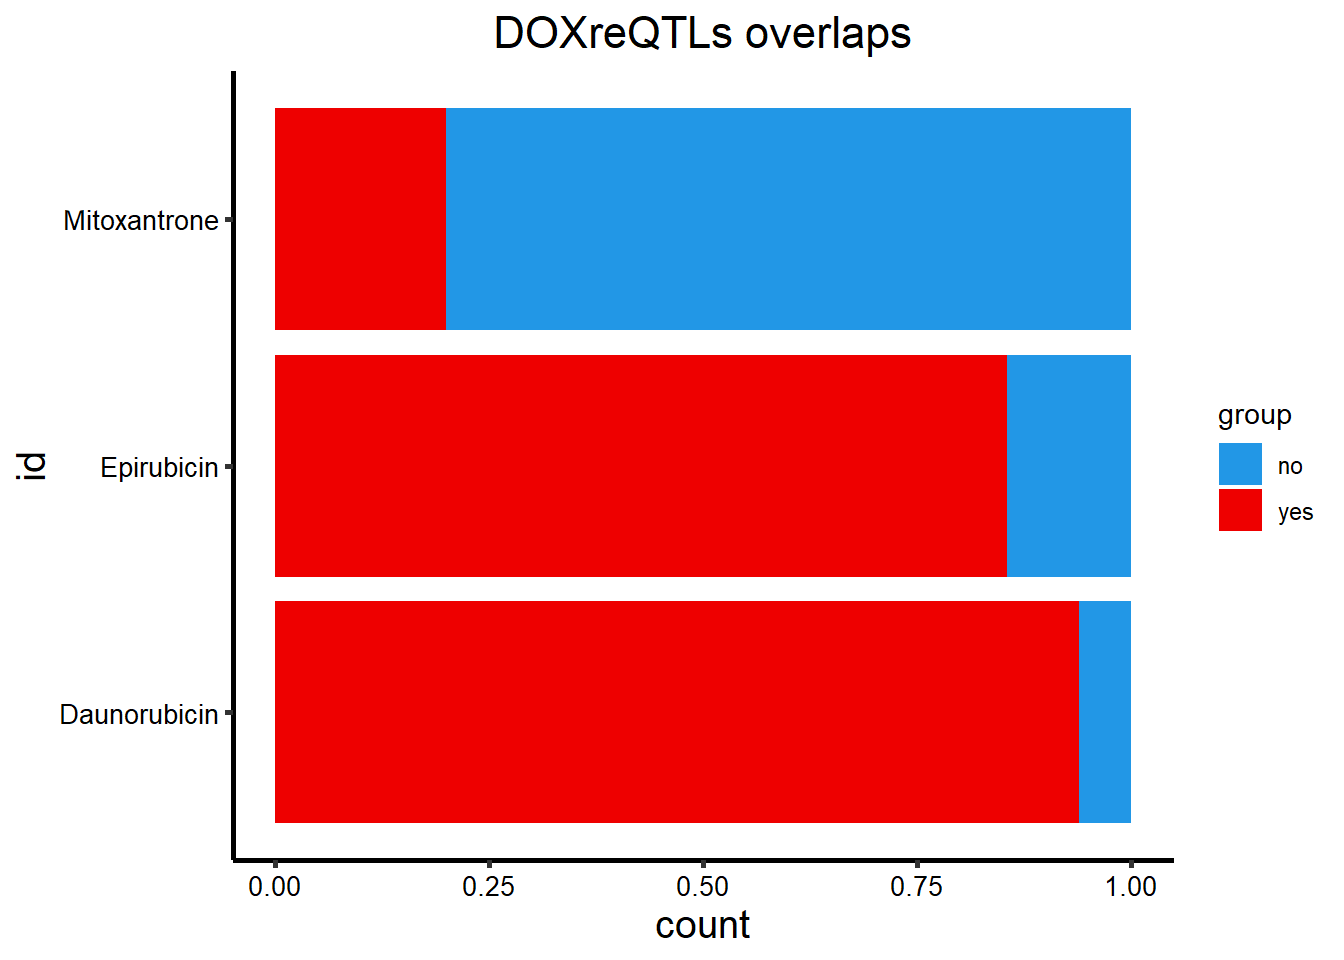 DOXreQTLs overlaps
id
Mitoxantrone
Epirubicin
Daunorubicin
0.00 0.25 0.50 0.75 1.00
count
group
no
yes